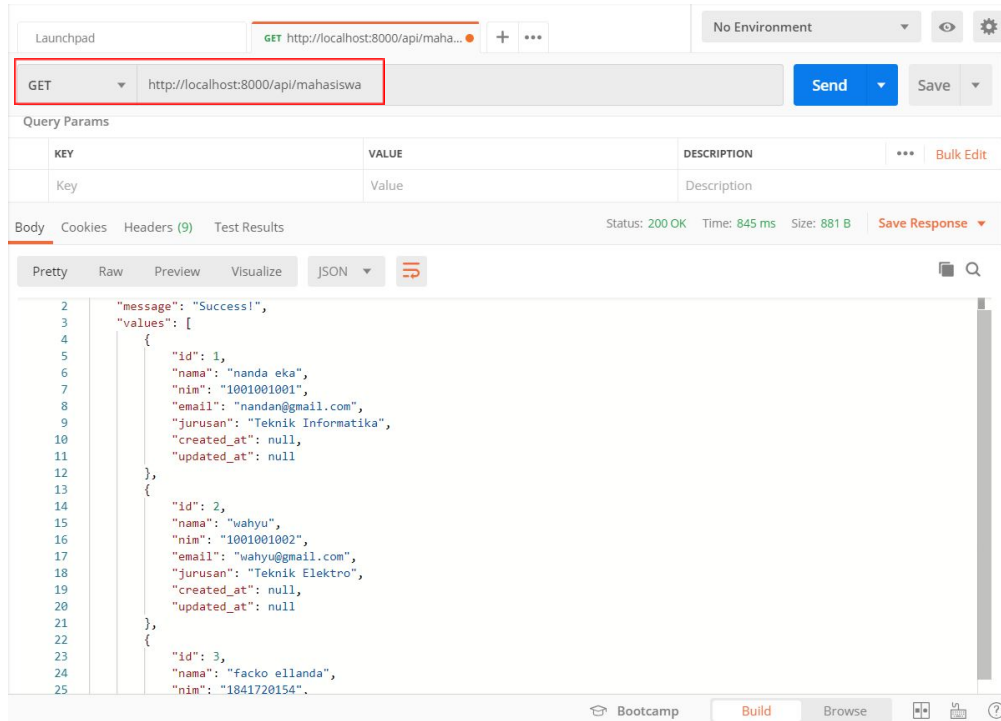 Launchpad
GET http://localhost:8000/api/maha...
No Environment
GET http://localhost:8000/api/mahasiswa
Send
Save
Query Params
KEY VALUE DESCRIPTION Bulk Edit
Key Value Description
Body Cookies Headers (9) Test Results
Status: 200 OK Time: 845 ms Size: 881 B Save Response
Pretty Raw Preview Visualize JSON
2 "message": "Success!",
3 "values": [
4 {
5 "id": 1,
6 "nama": "nanda eka",
7 "nim": "1001001001",
8 "email": "nandan@gmail.com",
9 "jurusan": "Teknik Informatika",
10 "created_at": null,
11 "updated_at": null
12 },
13 {
14 "id": 2,
15 "nama": "wahyu",
16 "nim": "1001001002",
17 "email": "wahyu@gmail.com",
18 "jurusan": "Teknik Elektro",
19 "created_at": null,
20 "updated_at": null
21 },
22 {
23 "id": 3,
24 "nama": "facko ellanda",
25 "nim": "1841720154",
Bootcamp Build Browse